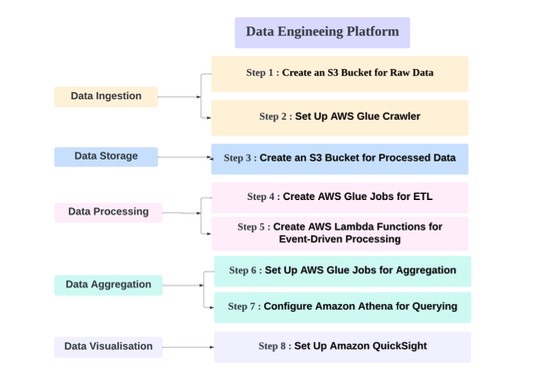 Data Engineeing Platform
Step 1 : Create an S3 Bucket for Raw Data
Data Ingestion
Step 2 : Set Up AWS Glue Crawler
Data Storage
Step 3 : Create an S3 Bucket for Processed Data
Step 4 : Create AWS Glue Jobs for ETL
Data Processing
Step 5 : Create AWS Lambda Functions for
Event-Driven Processing
Step 6 : Set Up AWS Glue Jobs for Aggregation
Data Aggregation
Step 7 : Configure Amazon Athena for Querying
Data Visualisation
Step 8 : Set Up Amazon QuickSight